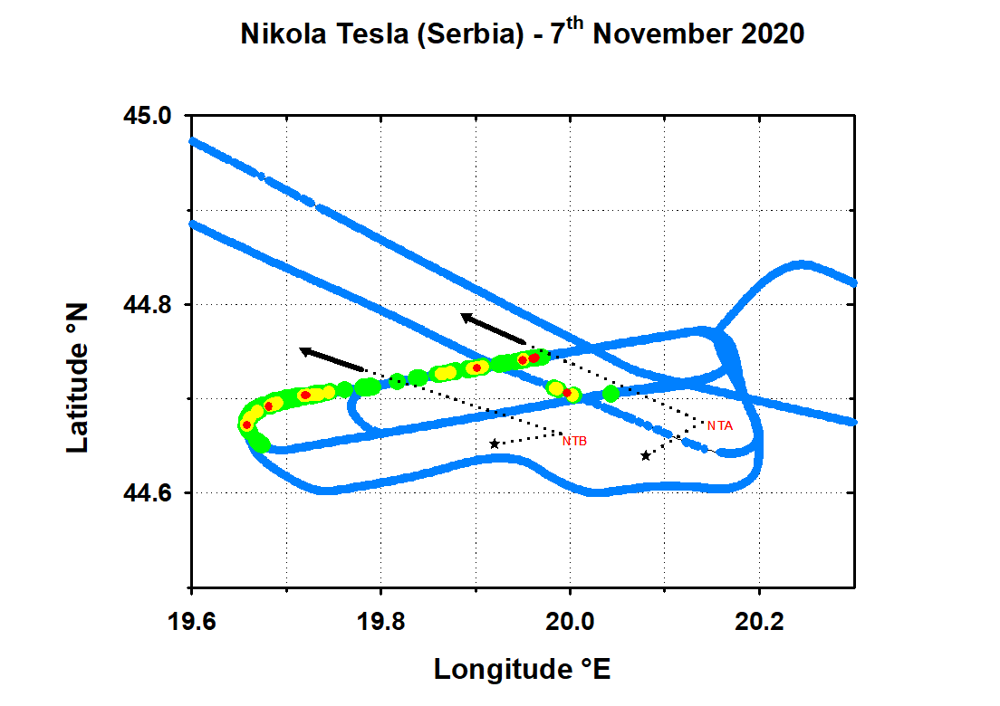 Nikola Tesla (Serbia) - 7th November 2020
45.0
44.8
44.6
Latitude °N
NTA
NTB
19.6 19.8 20.0 20.2
Longitude °E